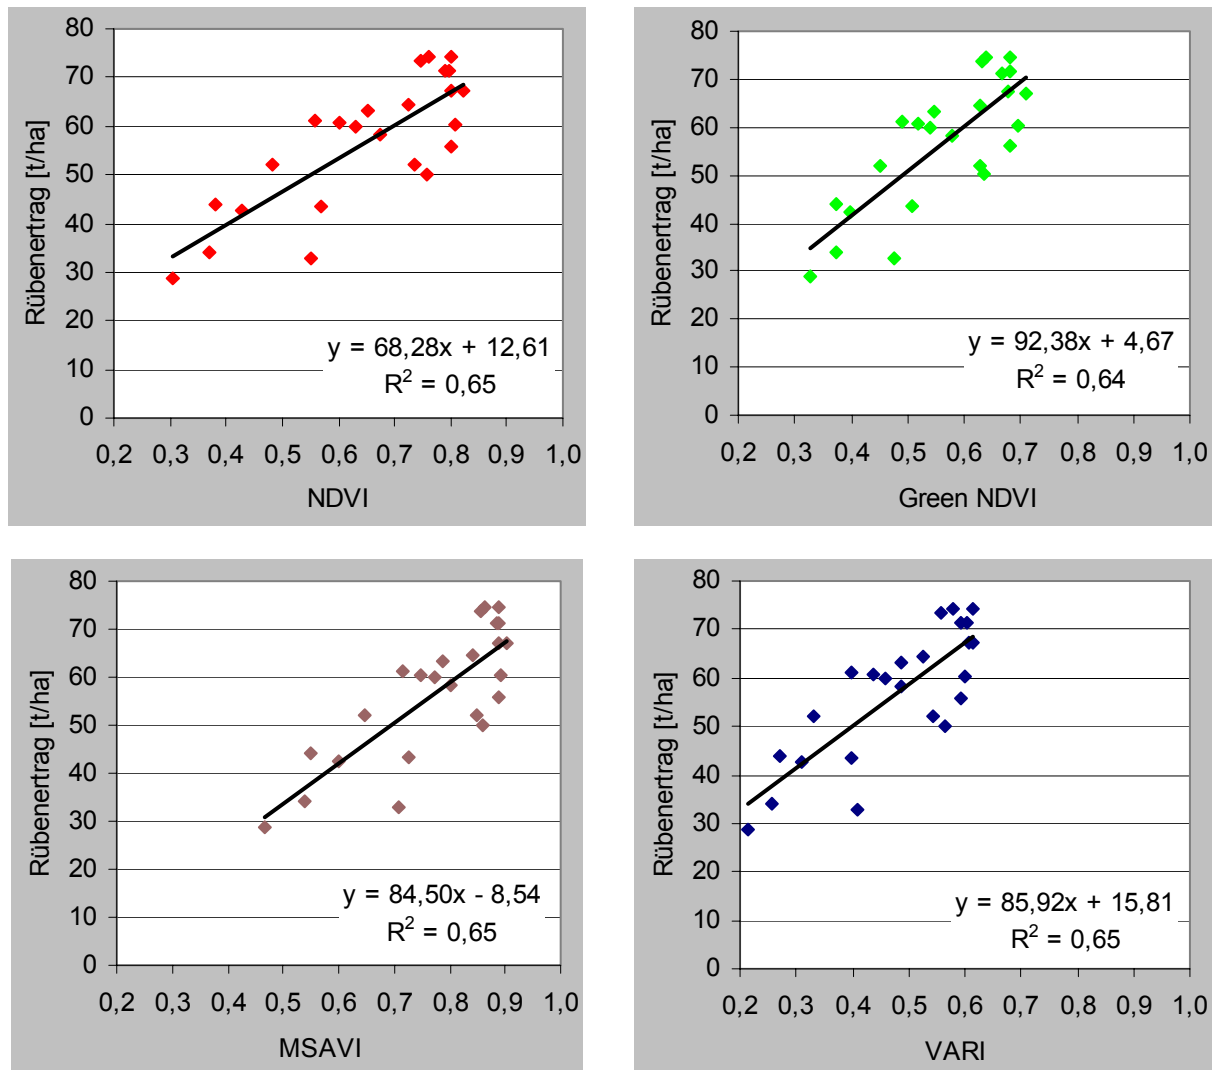 80
70
60
50
40
30
20
10
0
Rübenertrag [t/ha]
y = 68,28x + 12,61
R² = 0,65
0,2 0,3 0,4 0,5 0,6 0,7 0,8 0,9 1,0
NDVI
80
70
60
50
40
30
20
10
0
Rübenertrag [t/ha]
y = 92,38x + 4,67
R² = 0,64
0,2 0,3 0,4 0,5 0,6 0,7 0,8 0,9 1,0
Green NDVI
80
70
60
50
40
30
20
10
0
Rübenertrag [t/ha]
y = 84,50x - 8,54
R² = 0,65
0,2 0,3 0,4 0,5 0,6 0,7 0,8 0,9 1,0
MSAVI
80
70
60
50
40
30
20
10
0
Rübenertrag [t/ha]
y = 85,92x + 15,81
R² = 0,65
0,2 0,3 0,4 0,5 0,6 0,7 0,8 0,9 1,0
VARI